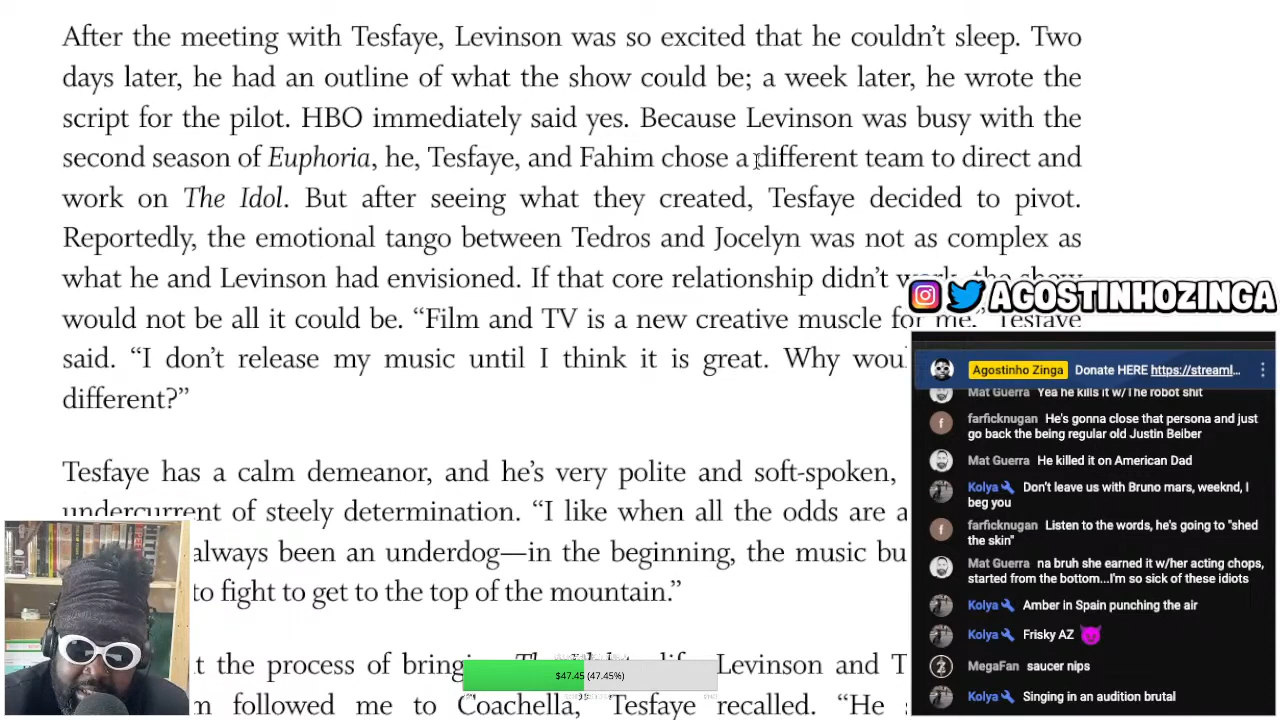 After the meeting with Tesfaye, Levinson was so excited that he couldn’t sleep. Two
days later, he had an outline of what the show could be; a week later, he wrote the
script for the pilot. HBO immediately said yes. Because Levinson was busy with the
second season of Euphoria, he, Tesfaye, and Fahim chose a different team to direct and
work on The Idol. But after seeing what they created, Tesfaye decided to pivot.
Reportedly, the emotional tango between Tedros and Jocelyn was not as complex as
what he and Levinson had envisioned. If that core relationship didn’t work, the show
would not be all it could be. “Film and TV is a new creative muscle for me,” Tesfaye
said. “I don’t release my music until I think it is great. Why woul
different?”
Tesfaye has a calm demeanor, and he’s very polite and soft-spoken,
undercurrent of steely determination. “I like when all the odds are a
always been an underdog—in the beginning, the music bu
to fight to get to the top of the mountain.”
t the process of bringing The Idol to life, Levinson and T
m followed me to Coachella,” Tesfaye recalled. “He s
AGOSTINHOZINGA
Agostinho Zinga Donate HERE https://streaml...
Mat Guerra Yea he kills it w/The robot shit
farficknugan He's gonna close that persona and just
go back the being regular old Justin Beiber
Mat Guerra He killed it on American Dad
Kolya Don't leave us with Bruno mars, weeknd, I
beg you
farficknugan Listen to the words, he's going to "shed
the skin"
Mat Guerra na bruh she earned it w/her acting chops,
started from the bottom...I'm so sick of these idiots
Kolya Amber in Spain punching the air
Kolya Frisky AZ 😈
MegaFan saucer nips
Kolya Singing in an audition brutal
$47.45 (47.45%)